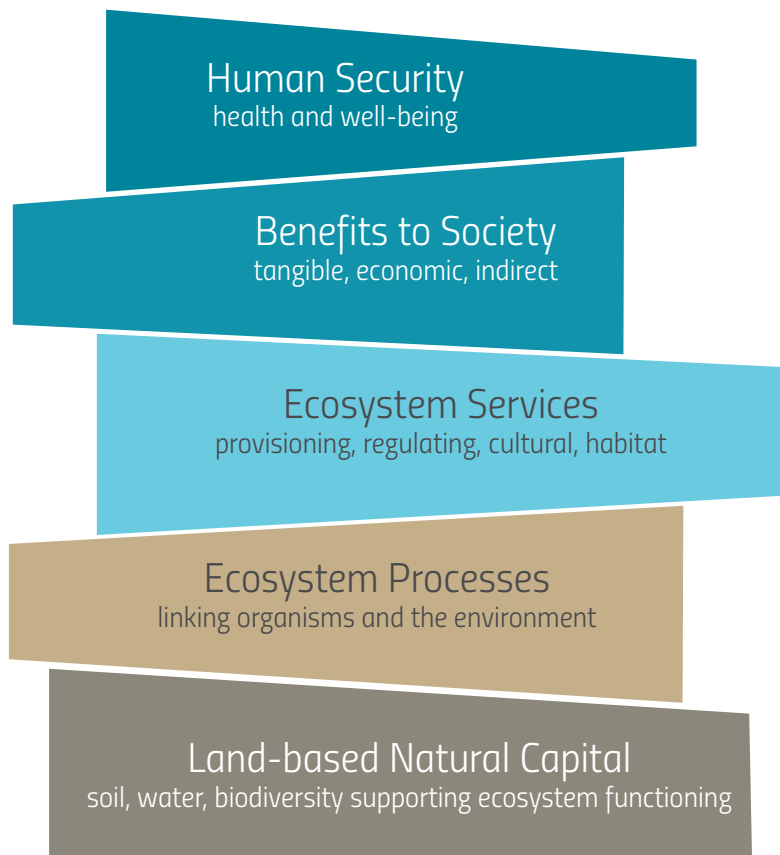 Human Security
health and well-being
Benefits to Society
tangible, economic, indirect
Ecosystem Services
provisioning, regulating, cultural, habitat
Ecosystem Processes
linking organisms and the environment
Land-based Natural Capital
soil, water, biodiversity supporting ecosystem functioning